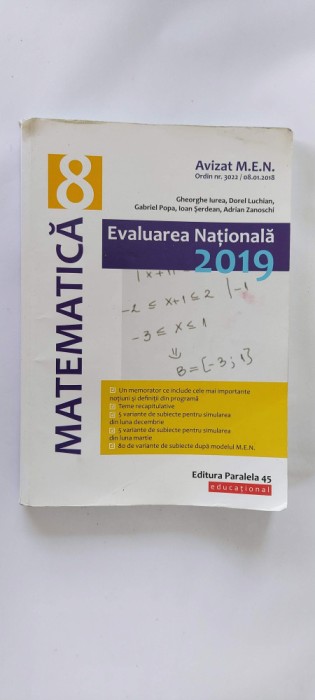 MATEMATICĂ 8
Avizat M.E.N.
Ordin nr. 3022 / 08.01.2018
Gheorghe Iurea, Dorel Luchian,
Gabriel Popa, Ioan Șerdean, Adrian Zanoschi
Evaluarea Națională
2019
-2 ≤ x+1 ≤ 2 |-1
-3 ≤ x ≤ 1
⇓
B = [-3; 1]
Un memorator ce include cele mai importante
noțiuni și definiții din programă
Teme recapitulative
5 variante de subiecte pentru simularea
din luna decembrie
5 variante de subiecte pentru simularea
din luna martie
80 de variante de subiecte după modelul M.E.N.
Editura Paralela 45
educațional